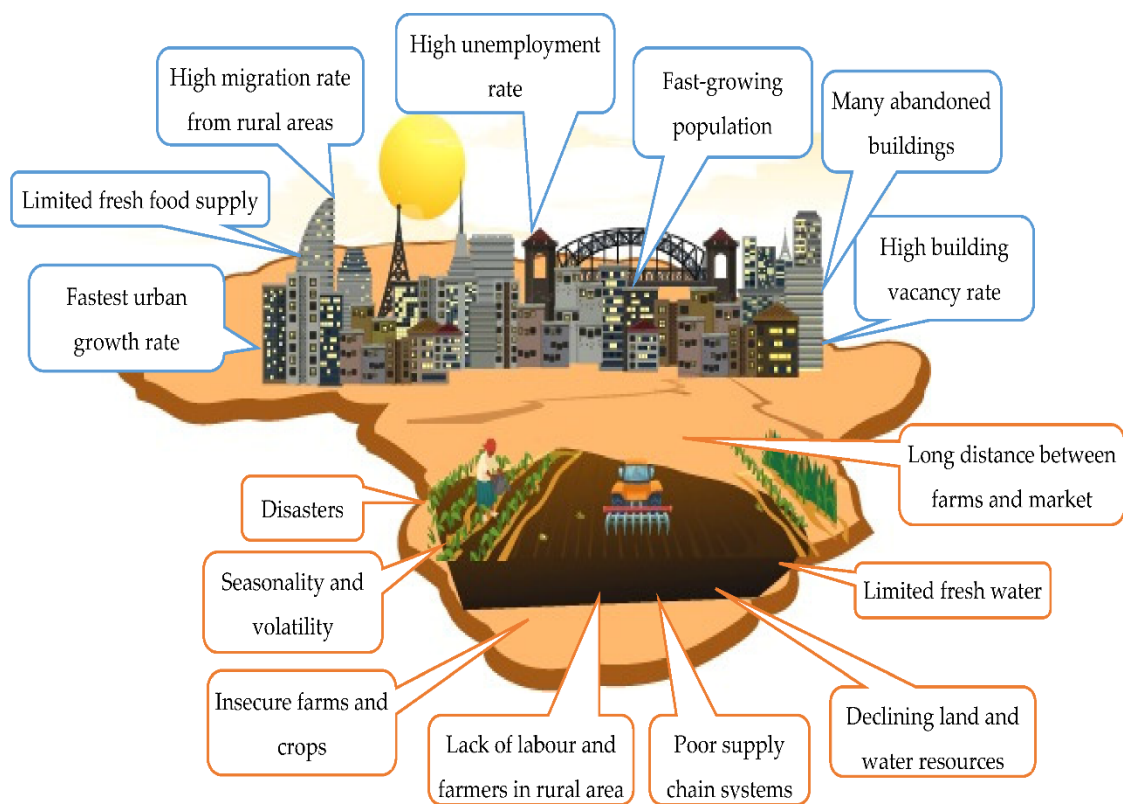 High unemployment
rate
High migration rate
from rural areas
Fast-growing
population
Many abandoned
buildings
Limited fresh food supply
High building
vacancy rate
Fastest urban
growth rate
Long distance between
farms and market
Disasters
Seasonality and
volatility
Limited fresh water
Insecure farms and
crops
Lack of labour and
farmers in rural area
Poor supply
chain systems
Declining land and
water resources